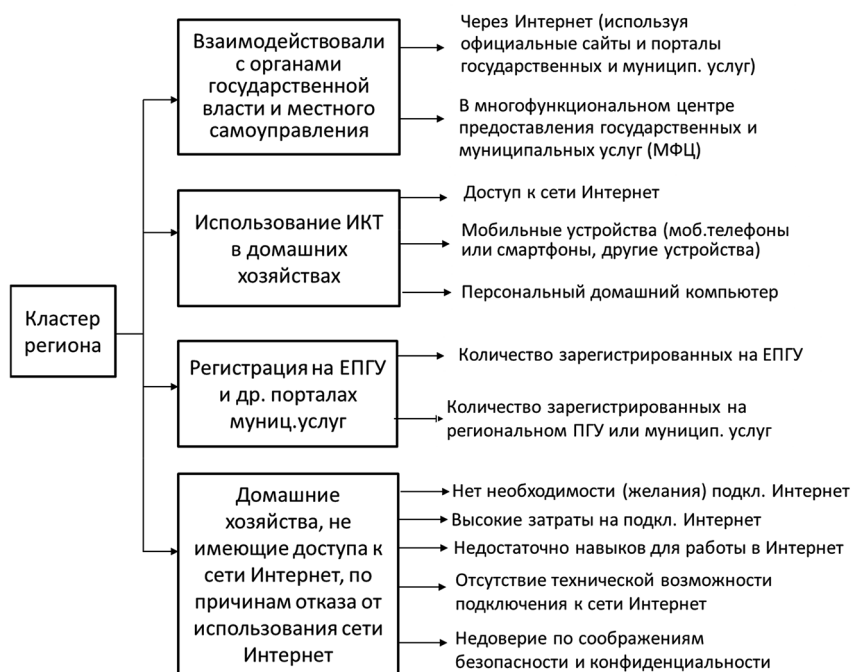 Кластер
региона
Взаимодействовали
с органами
государственной
власти и местного
самоуправления
Через Интернет (используя
официальные сайты и порталы
государственных и муницип. услуг)
В многофункциональном центре
предоставления государственных и
муниципальных услуг (МФЦ)
Использование ИКТ
в домашних
хозяйствах
Доступ к сети Интернет
Мобильные устройства (моб.телефоны
или смартфоны, другие устройства)
Персональный домашний компьютер
Регистрация на ЕПГУ
и др. порталах
муниц.услуг
Количество зарегистрированных на ЕПГУ
Количество зарегистрированных на
региональном ПГУ или муницип. услуг
Домашние
хозяйства, не
имеющие доступа к
сети Интернет, по
причинам отказа от
использования сети
Интернет
Нет необходимости (желания) подкл. Интернет
Высокие затраты на подкл. Интернет
Недостаточно навыков для работы в Интернет
Отсутствие технической возможности
подключения к сети Интернет
Недоверие по соображениям
безопасности и конфиденциальности